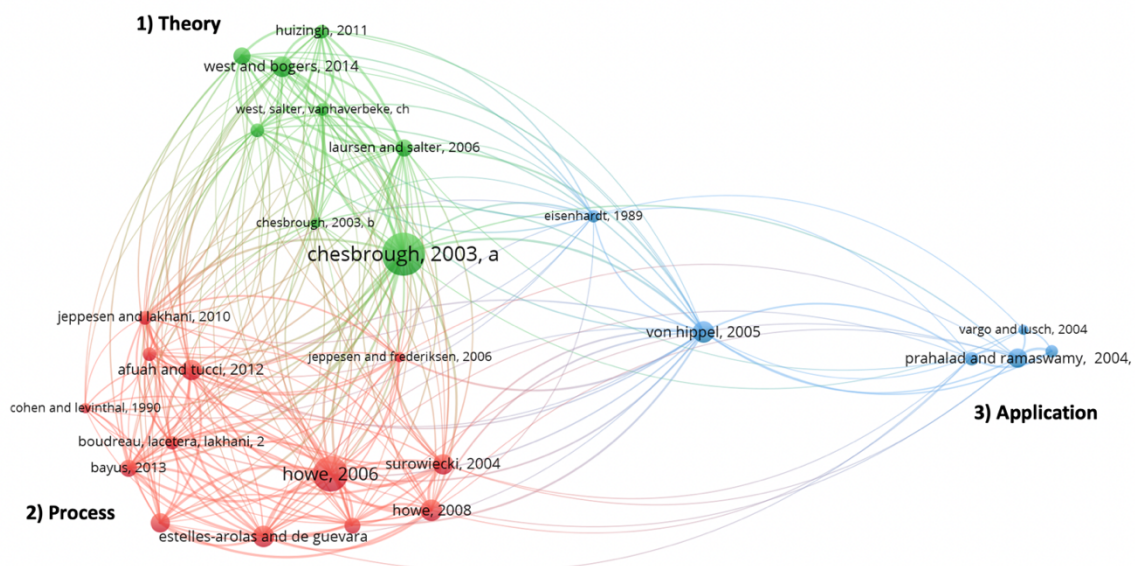 1) Theory
huizingh, 2011
west and bogers, 2014
west, salter, vanhaverbeke, ch
laursen and salter, 2006
chesbrough, 2003, b
chesbrough, 2003, a
eisenhardt, 1989
jeppesen and lakhani, 2010
von hippel, 2005
vargo and lusch, 2004
jeppesen and frederiksen, 2006
prahalad and ramaswamy, 2004,
afuah and tucci, 2012
cohen and levinthal, 1990
3) Application
boudreau, lacetera, lakhani, 2
bayus, 2013
surowiecki, 2004
howe, 2006
2) Process
howe, 2008
estelles-arolas and de guevara